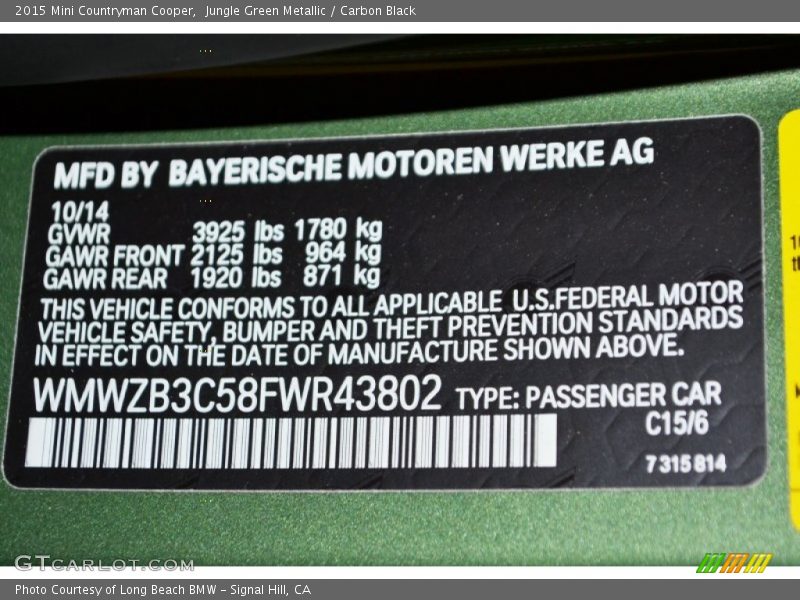 2015 Mini Countryman Cooper,  Jungle Green Metallic / Carbon Black
MFD BY BAYERISCHE MOTOREN WERKE AG
10/14
GVWR 3925 lbs 1780 kg
GAWR FRONT 2125 lbs 964 kg
GAWR REAR 1920 lbs 871 kg
THIS VEHICLE CONFORMS TO ALL APPLICABLE U.S.FEDERAL MOTOR
VEHICLE SAFETY, BUMPER AND THEFT PREVENTION STANDARDS
IN EFFECT ON THE DATE OF MANUFACTURE SHOWN ABOVE.
WMWZB3C58FWR43802 TYPE: PASSENGER CAR
C15/6
7 315 814
GTCARLOT.COM
Photo Courtesy of Long Beach BMW - Signal Hill, CA